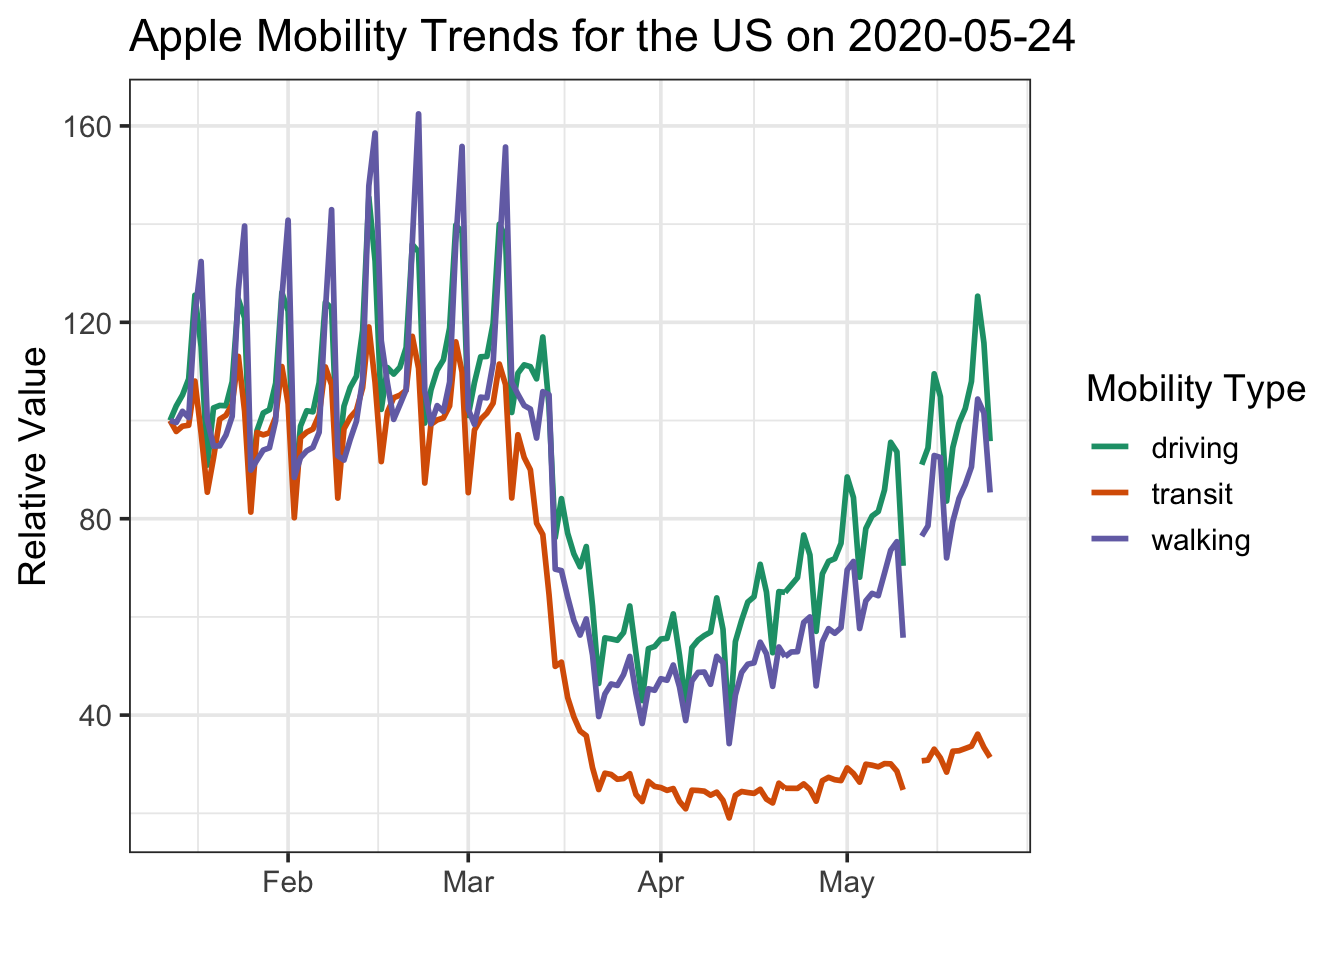 Apple Mobility Trends for the US on 2020-05-24
Relative Value
160
120
80
40
Feb Mar Apr May
Mobility Type
driving
transit
walking